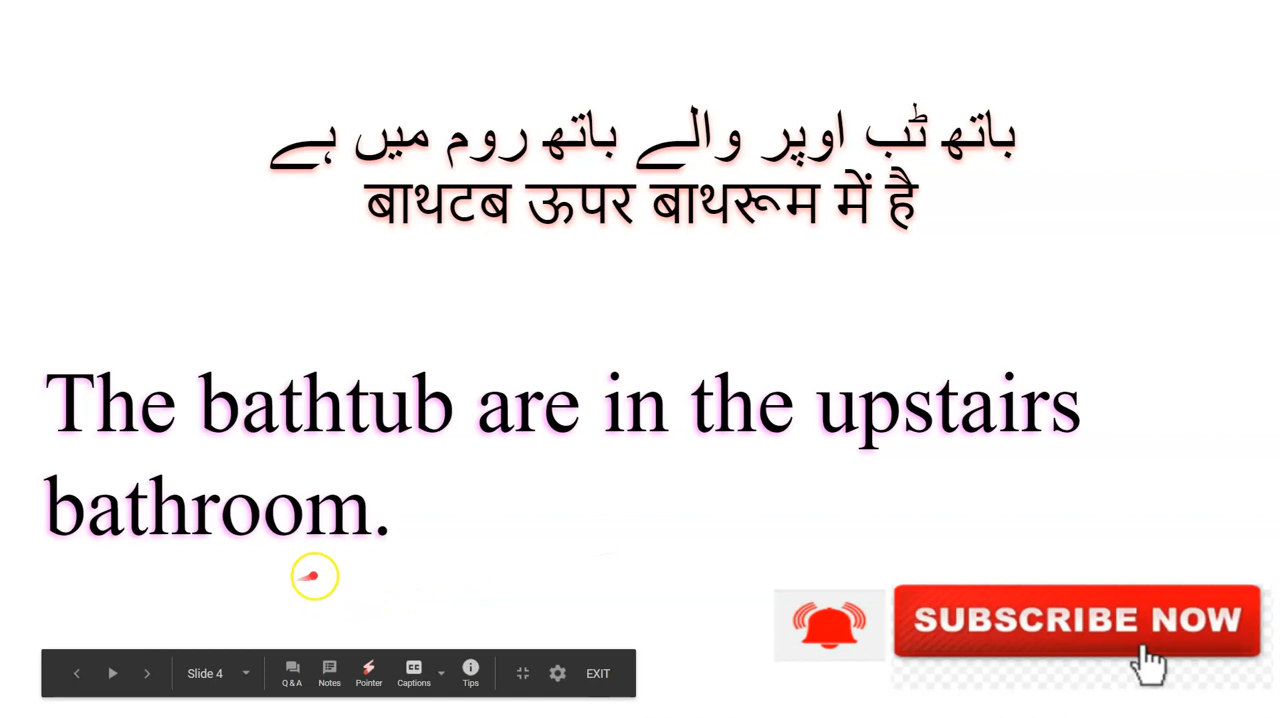 باتھ ٹب اوپر والے باتھ روم میں ہے
बाथटब ऊपर बाथरूम में है
The bathtub are in the upstairs
bathroom.
SUBSCRIBE NOW
Slide 4
Q & A
Notes
Pointer
CC
Captions
Tips
EXIT